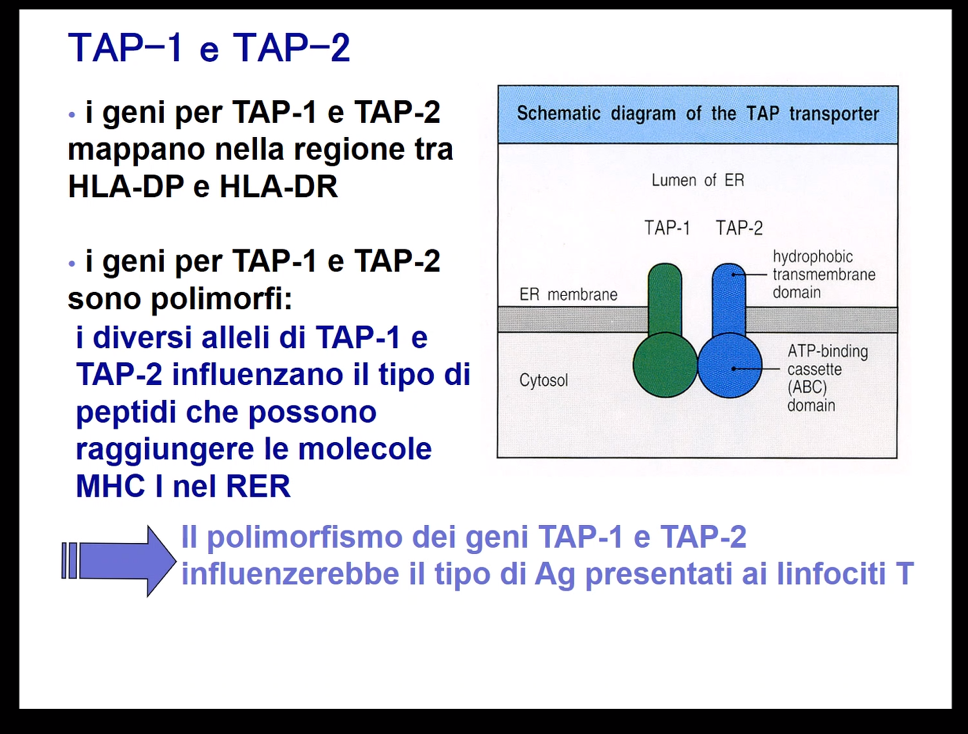 TAP-1 e TAP-2
• i geni per TAP-1 e TAP-2
mappano nella regione tra
HLA-DP e HLA-DR
• i geni per TAP-1 e TAP-2
sono polimorfi:
i diversi alleli di TAP-1 e
TAP-2 influenzano il tipo di
peptidi che possono
raggiungere le molecole
MHC I nel RER
Il polimorfismo dei geni TAP-1 e TAP-2
influenzerebbe il tipo di Ag presentati ai linfociti T
Schematic diagram of the TAP transporter
Lumen of ER
TAP-1 TAP-2
hydrophobic
transmembrane
domain
ER membrane
ATP-binding
cassette
(ABC)
domain
Cytosol